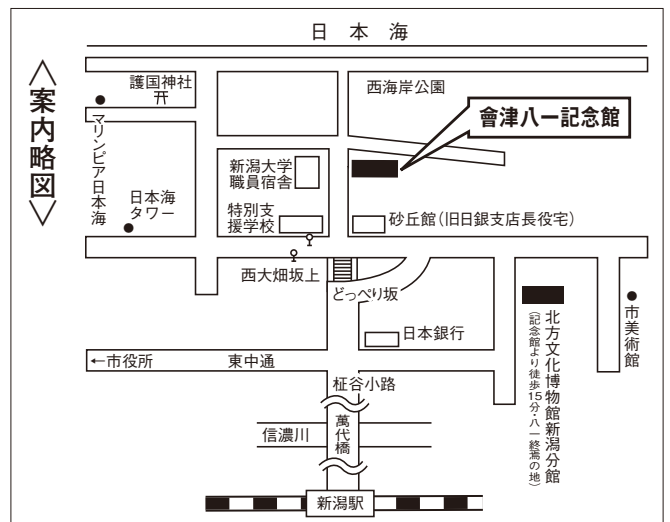 日本海
〈案内略図〉
護国神社
西海岸公園
マリンピア日本海
會津八一記念館
新潟大学
職員宿舎
日本海
タワー
特別支
援学校
砂丘館(旧日銀支店長役宅)
西大畑坂上
どっぺり坂
日本銀行
北方文化博物館新潟分館
(記念館より徒歩15分・八一終焉の地)
市美術館
←市役所
東中通
柾谷小路
信濃川
萬代橋
新潟駅